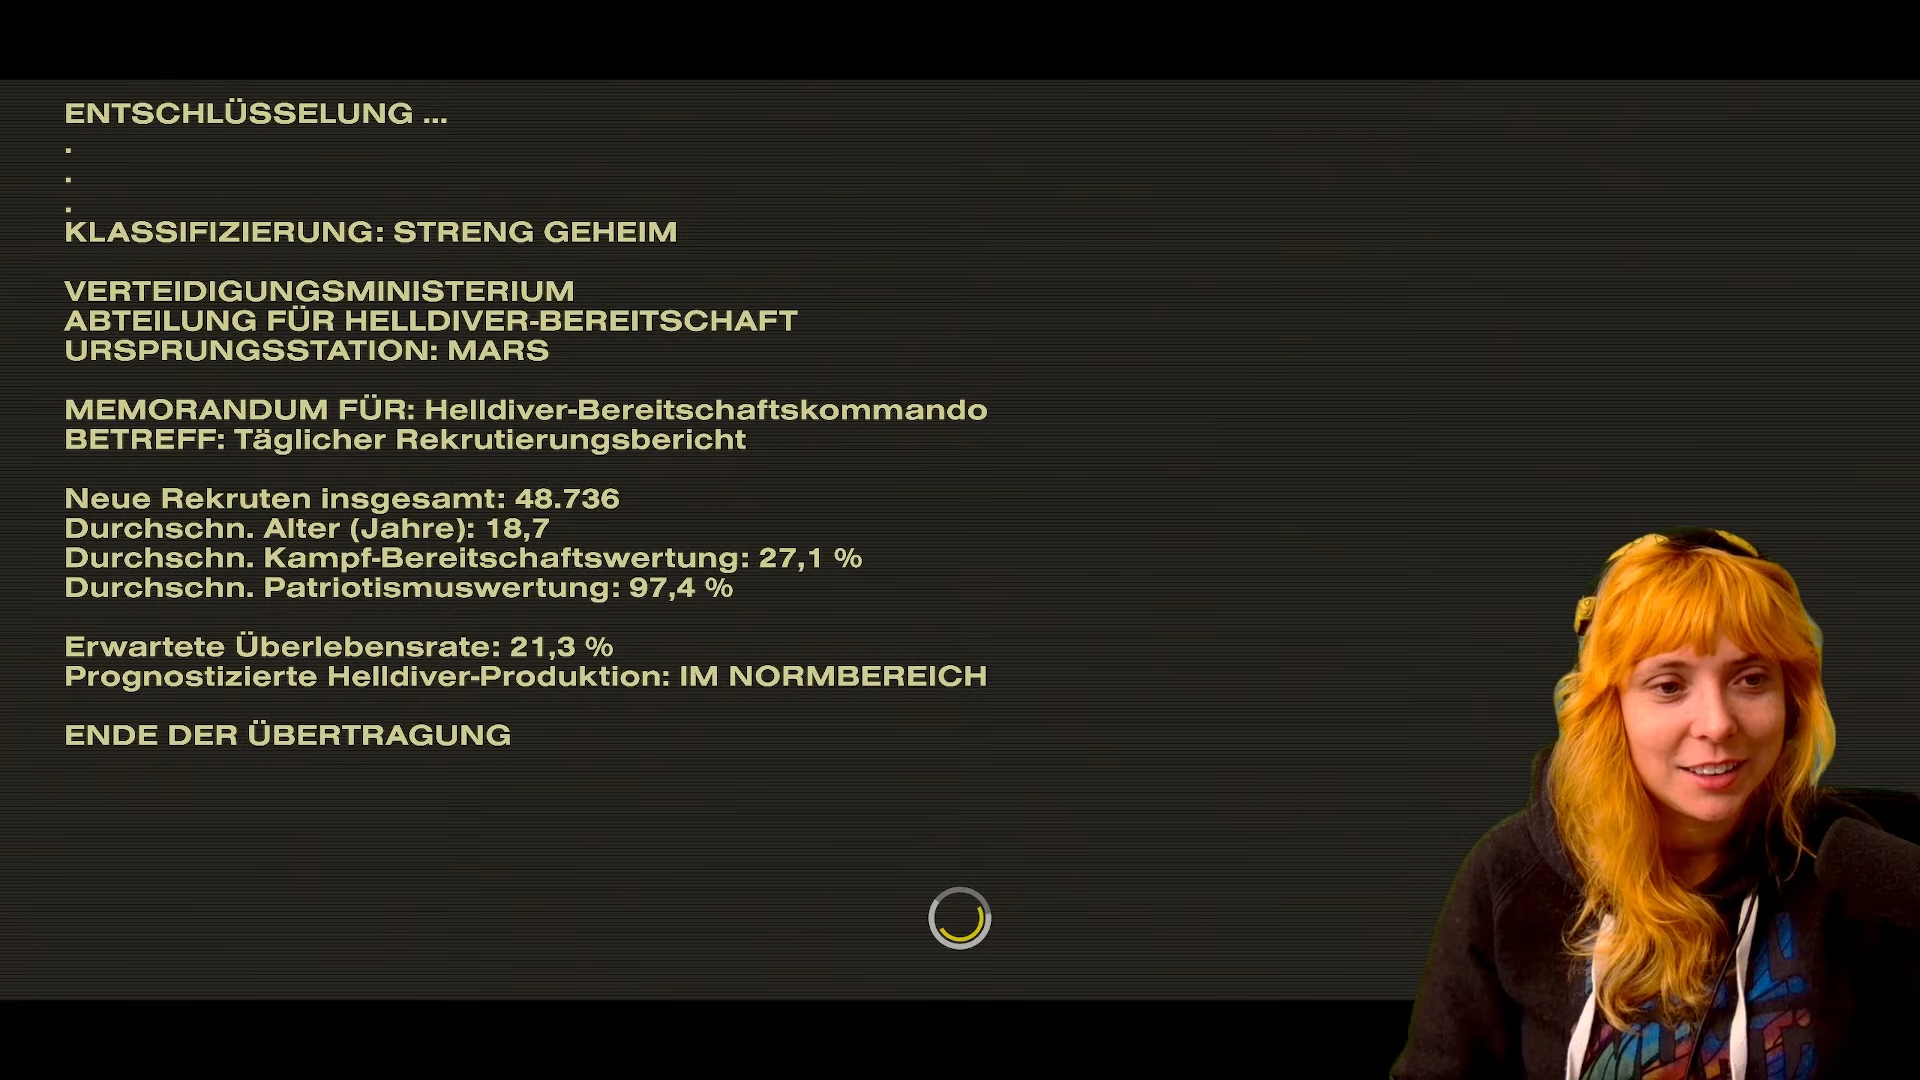 ENTSCHLÜSSELUNG ...
.
.
.
KLASSIFIZIERUNG: STRENG GEHEIM
VERTEIDIGUNGSMINISTERIUM
ABTEILUNG FÜR HELLDIVER-BEREITSCHAFT
URSPRUNGSSTATION: MARS
MEMORANDUM FÜR: Helldiver-Bereitschaftskommando
BETREFF: Täglicher Rekrutierungsbericht
Neue Rekruten insgesamt: 48.736
Durchschn. Alter (Jahre): 18,7
Durchschn. Kampf-Bereitschaftswertung: 27,1 %
Durchschn. Patriotismuswertung: 97,4 %
Erwartete Überlebensrate: 21,3 %
Prognostizierte Helldiver-Produktion: IM NORMBEREICH
ENDE DER ÜBERTRAGUNG